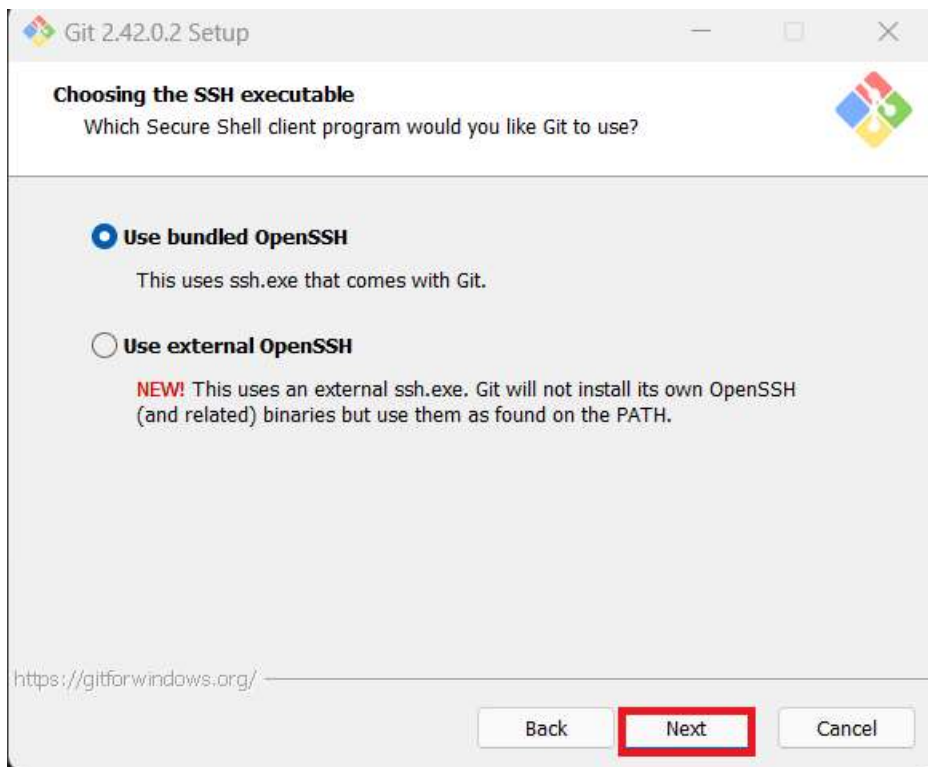 Git 2.42.0.2 Setup
Choosing the SSH executable
Which Secure Shell client program would you like Git to use?
Use bundled OpenSSH
This uses ssh.exe that comes with Git.
Use external OpenSSH
NEW! This uses an external ssh.exe. Git will not install its own OpenSSH
(and related) binaries but use them as found on the PATH.
https://gitforwindows.org/
Back Next Cancel